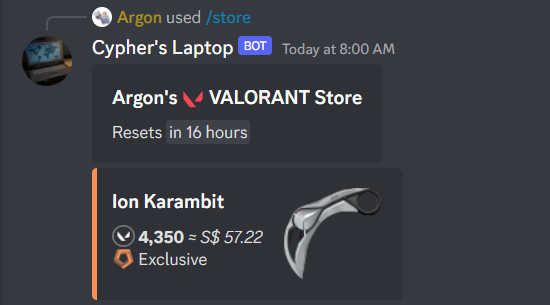 Argon used /store
Cypher's Laptop BOT Today at 8:00 AM
Argon's VALORANT Store
Resets in 16 hours
Ion Karambit
4,350 ≈ S$ 57.22
Exclusive